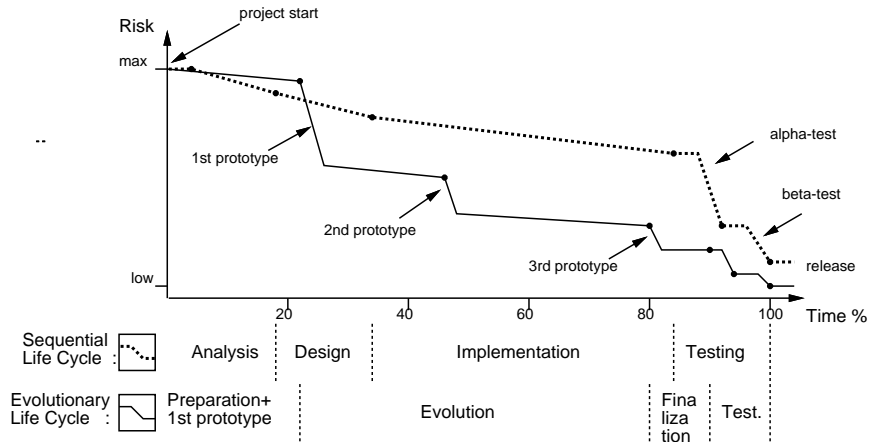 project start
Risk
max
alpha-test
1st prototype
beta-test
2nd prototype
3rd prototype
release
low
20 40 60 80 100 Time %
Sequential
Life Cycle :
Analysis Design Implementation Testing
Evolutionary
Life Cycle :
Preparation+
1st prototype
Evolution
Fina
liza
tion
Test.
--